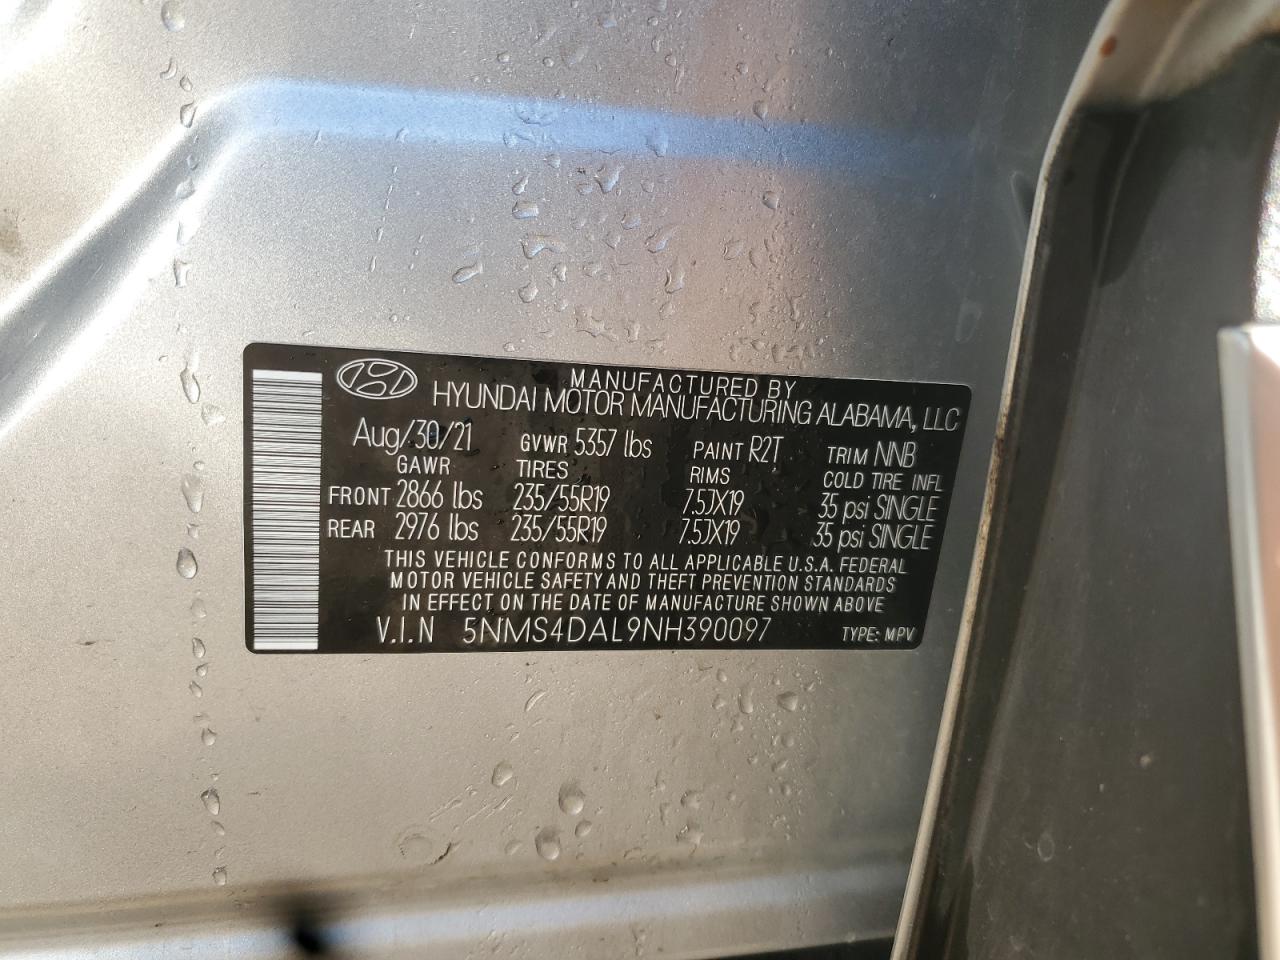 MANUFACTURED BY
HYUNDAI MOTOR MANUFACTURING ALABAMA, LLC
Aug/30/21 GVWR 5357 lbs PAINT R2T TRIM NNB
GAWR TIRES RIMS COLD TIRE INFL
FRONT 2866 lbs 235/55R19 7.5JX19 35 psi SINGLE
REAR 2976 lbs 235/55R19 7.5JX19 35 psi SINGLE
THIS VEHICLE CONFORMS TO ALL APPLICABLE U.S.A. FEDERAL
MOTOR VEHICLE SAFETY AND THEFT PREVENTION STANDARDS
IN EFFECT ON THE DATE OF MANUFACTURE SHOWN ABOVE
V.I.N 5NMS4DAL9NH390097 TYPE: MPV